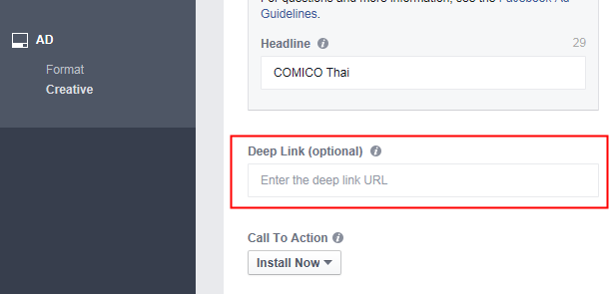 For questions and more information, see the Facebook Ad
Guidelines.
AD
Format
Creative
Headline
29
COMICO Thai
Deep Link (optional)
Enter the deep link URL
Call To Action
Install Now